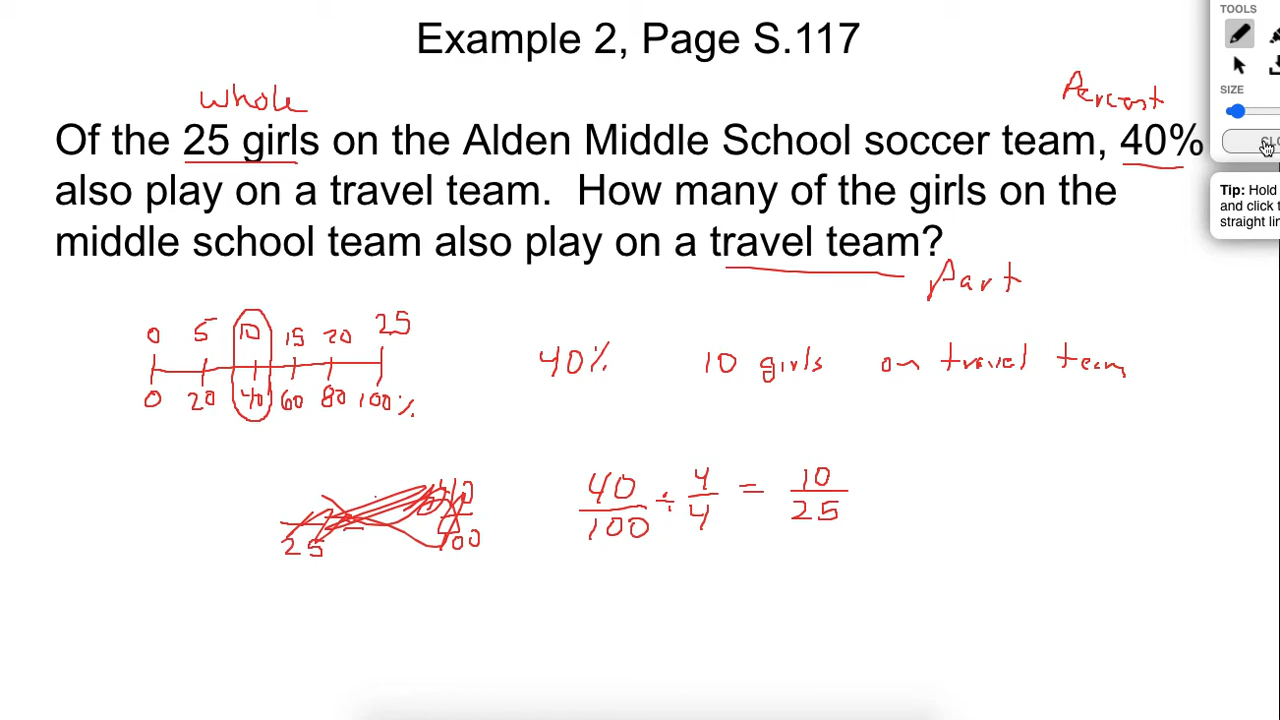 Example 2, Page S.117
TOOLS
SIZE
Tip: Hold
and click t
straight lin
whole
Percent
Of the 25 girls on the Alden Middle School soccer team, 40%
also play on a travel team. How many of the girls on the
middle school team also play on a travel team?
Part
0 5 10 15 20 25
0 20 40 60 80 100%
40% 10 girls on travel team
40/100 ÷ 4/4 = 10/25
25
40
100